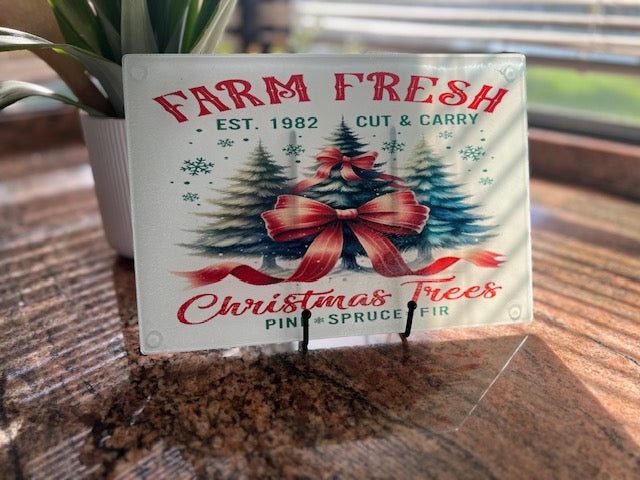 FARM FRESH
EST. 1982 CUT & CARRY
Christmas Trees
PINE * SPRUCE FIR